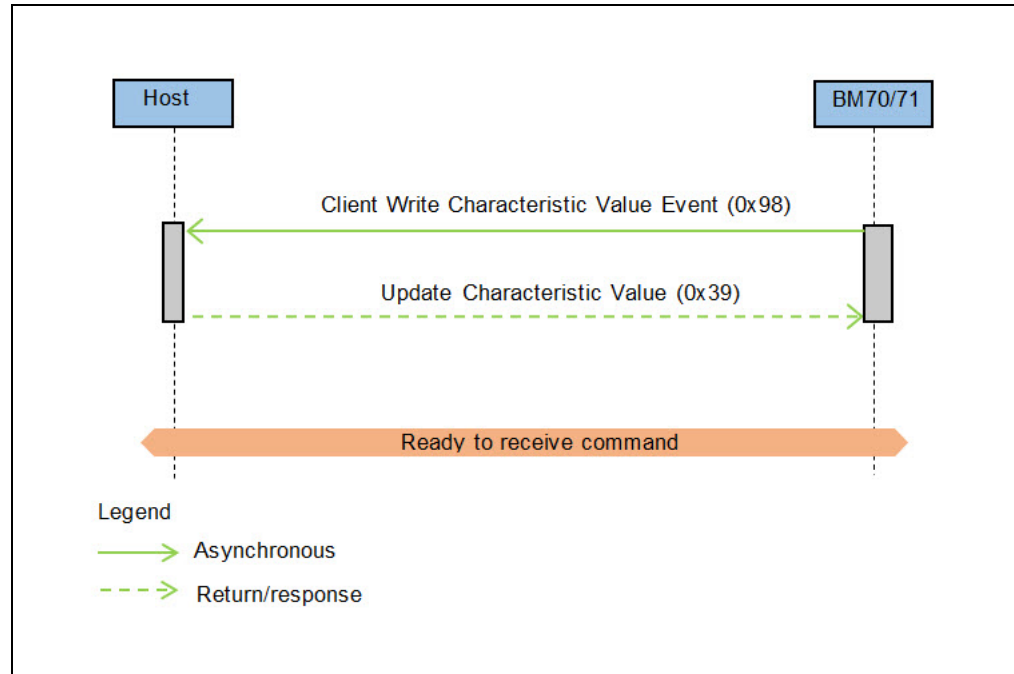 Host
BM70/71
Client Write Characteristic Value Event (0x98)
Update Characteristic Value (0x39)
Ready to receive command
Legend
Asynchronous
Return/response